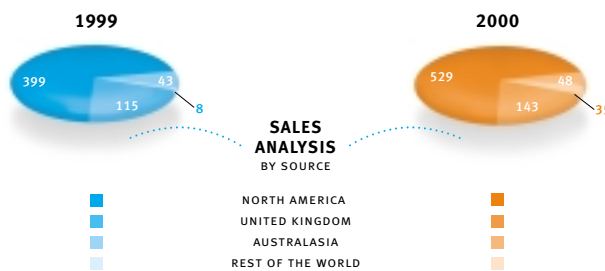 1999
399
43
115
8
2000
529
48
143
SALES
ANALYSIS
BY SOURCE
NORTH AMERICA
UNITED KINGDOM
AUSTRALASIA
REST OF THE WORLD